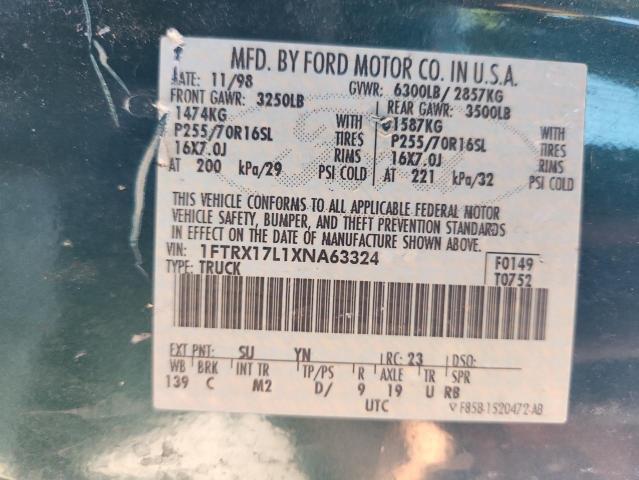 MFD. BY FORD MOTOR CO. IN U.S.A.
DATE: 11/98 GVWR: 6300LB/2857KG
FRONT GAWR: 3250LB REAR GAWR: 3500LB
1474KG WITH 1587KG WITH
P255/70R16SL TIRES P255/70R16SL TIRES
16X7.0J RIMS 16X7.0J RIMS
AT 200 kPa/29 PSI COLD AT 221 kPa/32 PSI COLD
THIS VEHICLE CONFORMS TO ALL APPLICABLE FEDERAL MOTOR
VEHICLE SAFETY, BUMPER, AND THEFT PREVENTION STANDARDS
IN EFFECT ON THE DATE OF MANUFACTURE SHOWN ABOVE.
VIN: 1FTRX17L1XNA63324 F0149
TYPE: TRUCK T0752
EXT PNT: SU YN RC: 23 DSO:
WB BRK INT TR TP/PS R AXLE TR SPR
139 C M2 D/ 9 19 U RB
UTC F85B-1520472-AB